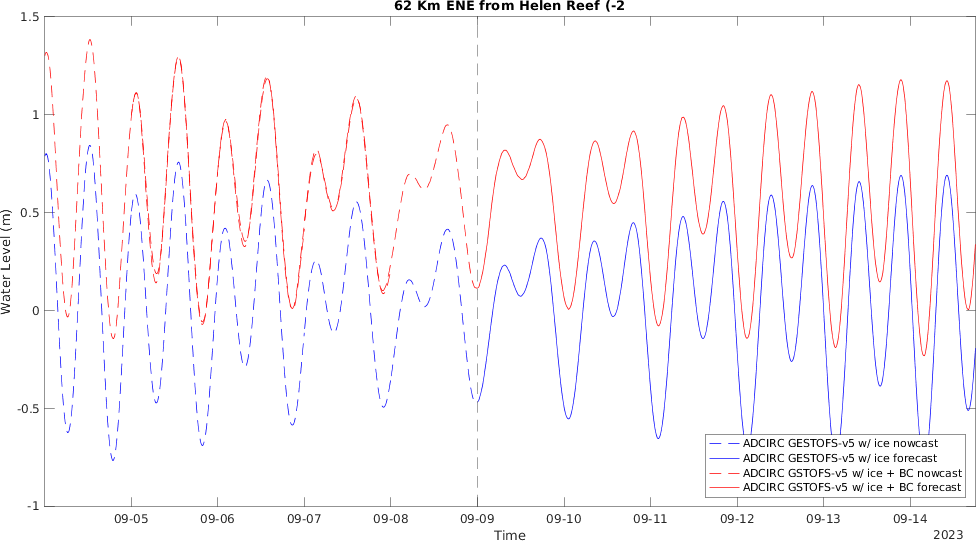 62 Km ENE from Helen Reef (-2
1.5
1
0.5
0
-0.5
-1
Water Level (m)
ADCIRC GESTOFS-v5 w/ ice nowcast
ADCIRC GESTOFS-v5 w/ ice forecast
ADCIRC GSTOFS-v5 w/ ice + BC nowcast
ADCIRC GSTOFS-v5 w/ ice + BC forecast
09-05 09-06 09-07 09-08 09-09 09-10 09-11 09-12 09-13 09-14
Time
2023